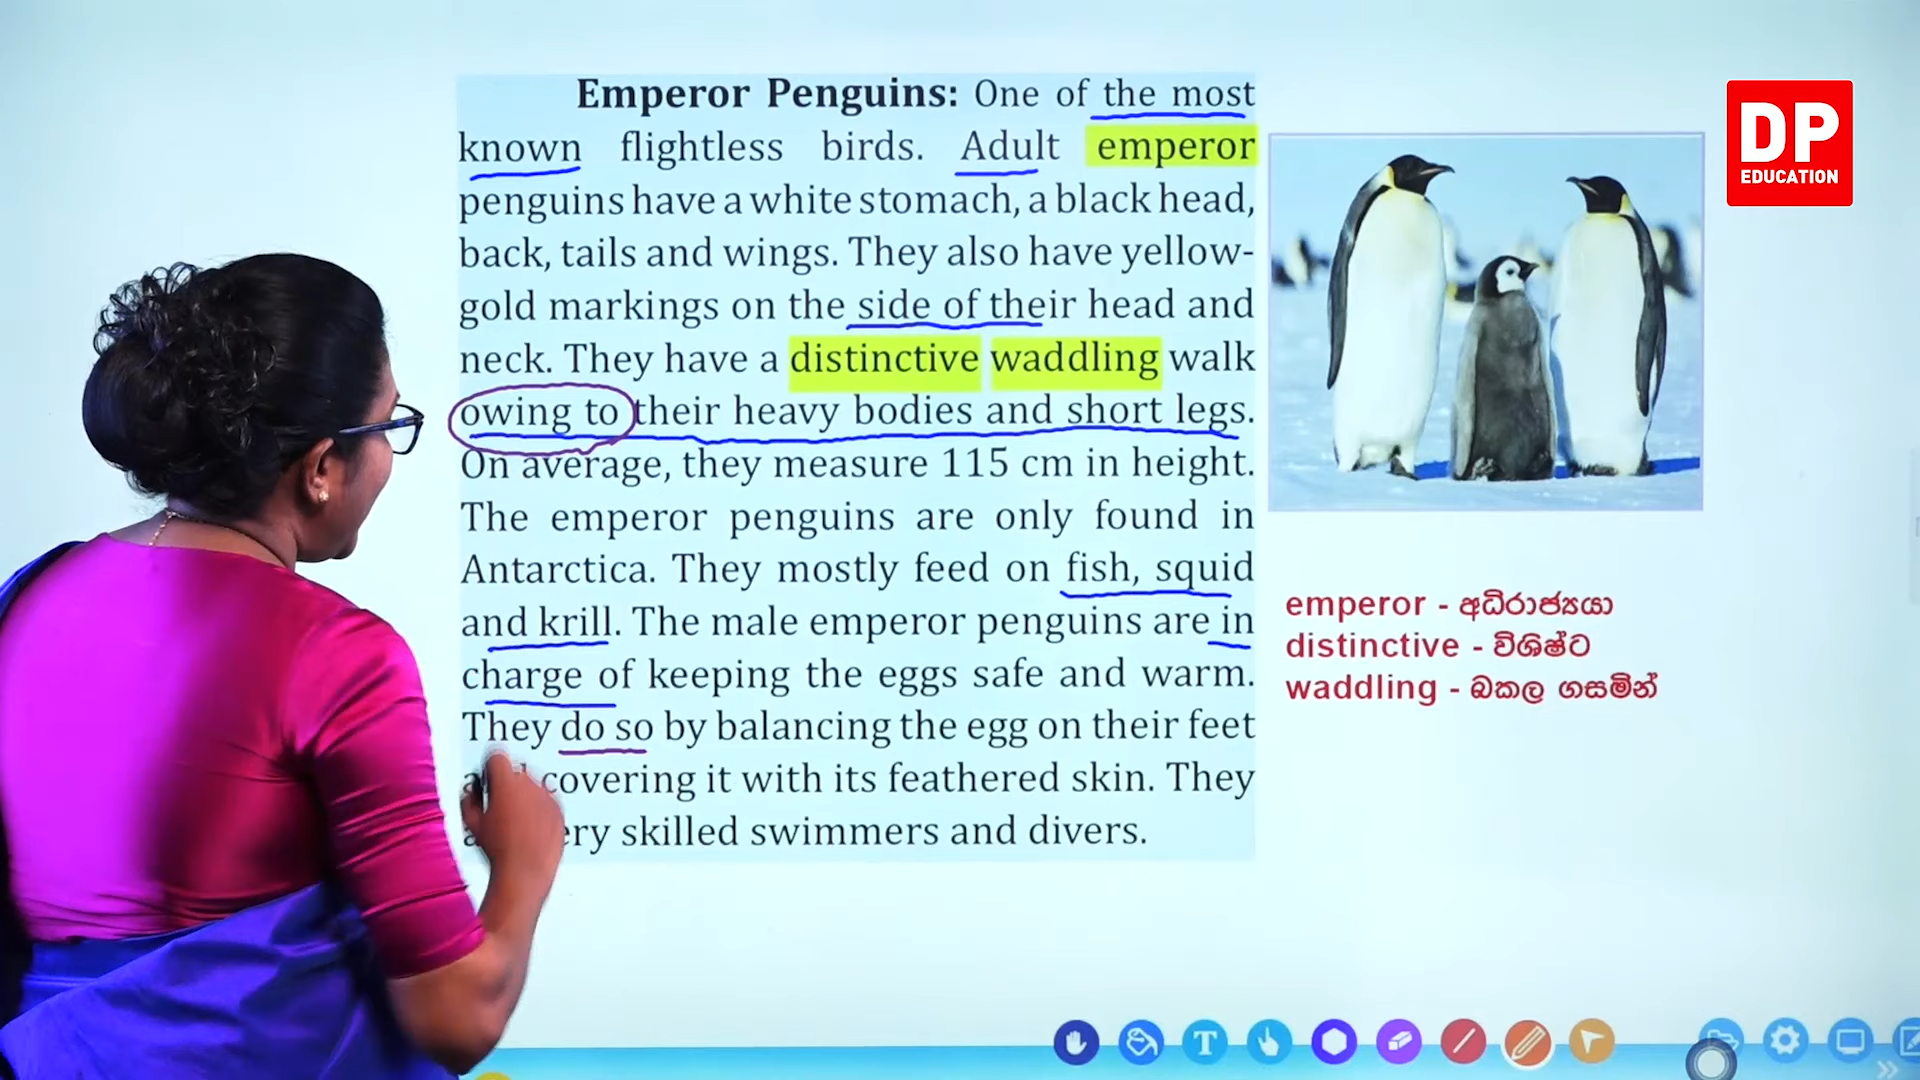 Emperor Penguins: One of the most
known flightless birds. Adult emperor
penguins have a white stomach, a black head,
back, tails and wings. They also have yellow-
gold markings on the side of their head and
neck. They have a distinctive waddling walk
owing to their heavy bodies and short legs.
On average, they measure 115 cm in height.
The emperor penguins are only found in
Antarctica. They mostly feed on fish, squid
and krill. The male emperor penguins are in
charge of keeping the eggs safe and warm.
They do so by balancing the egg on their feet
covering it with its feathered skin. They
skilled swimmers and divers.
DP
EDUCATION
emperor - අධිරාජ්‍යයා
distinctive - විශිෂ්ට
waddling - බකල ගසමින්